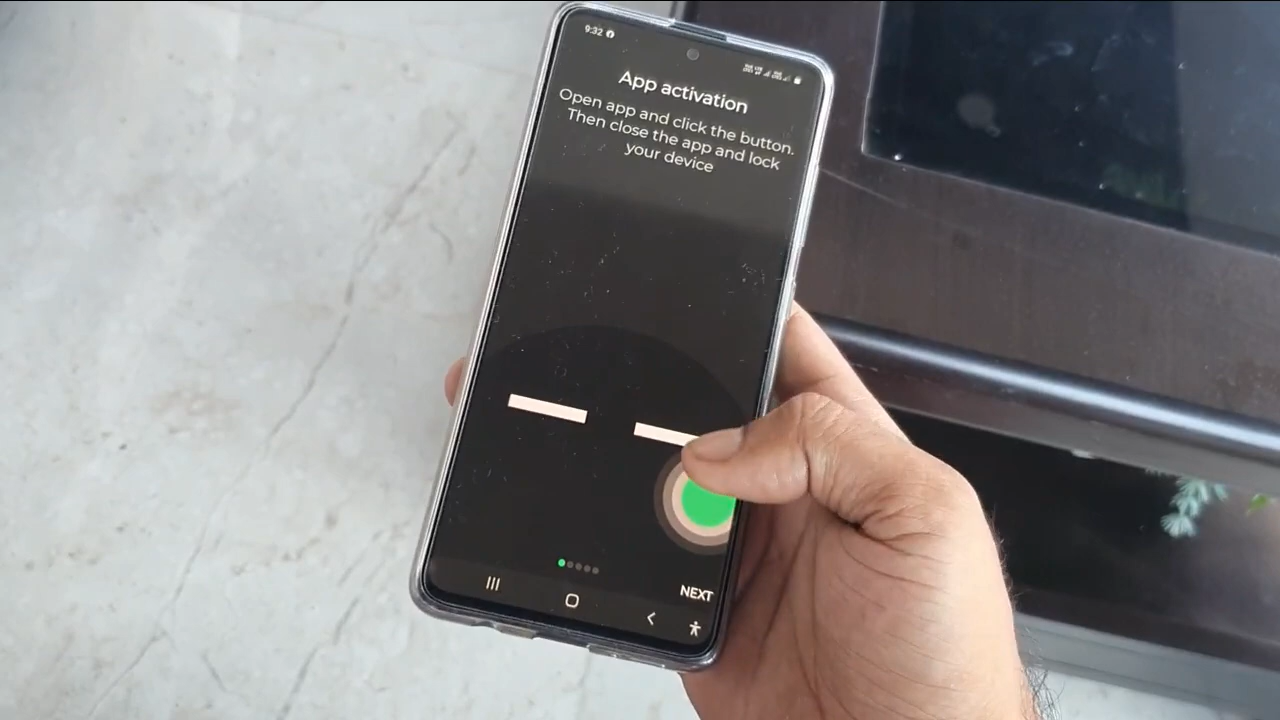 9:32
App activation
Open app and click the button.
Then close the app and lock
your device
NEXT